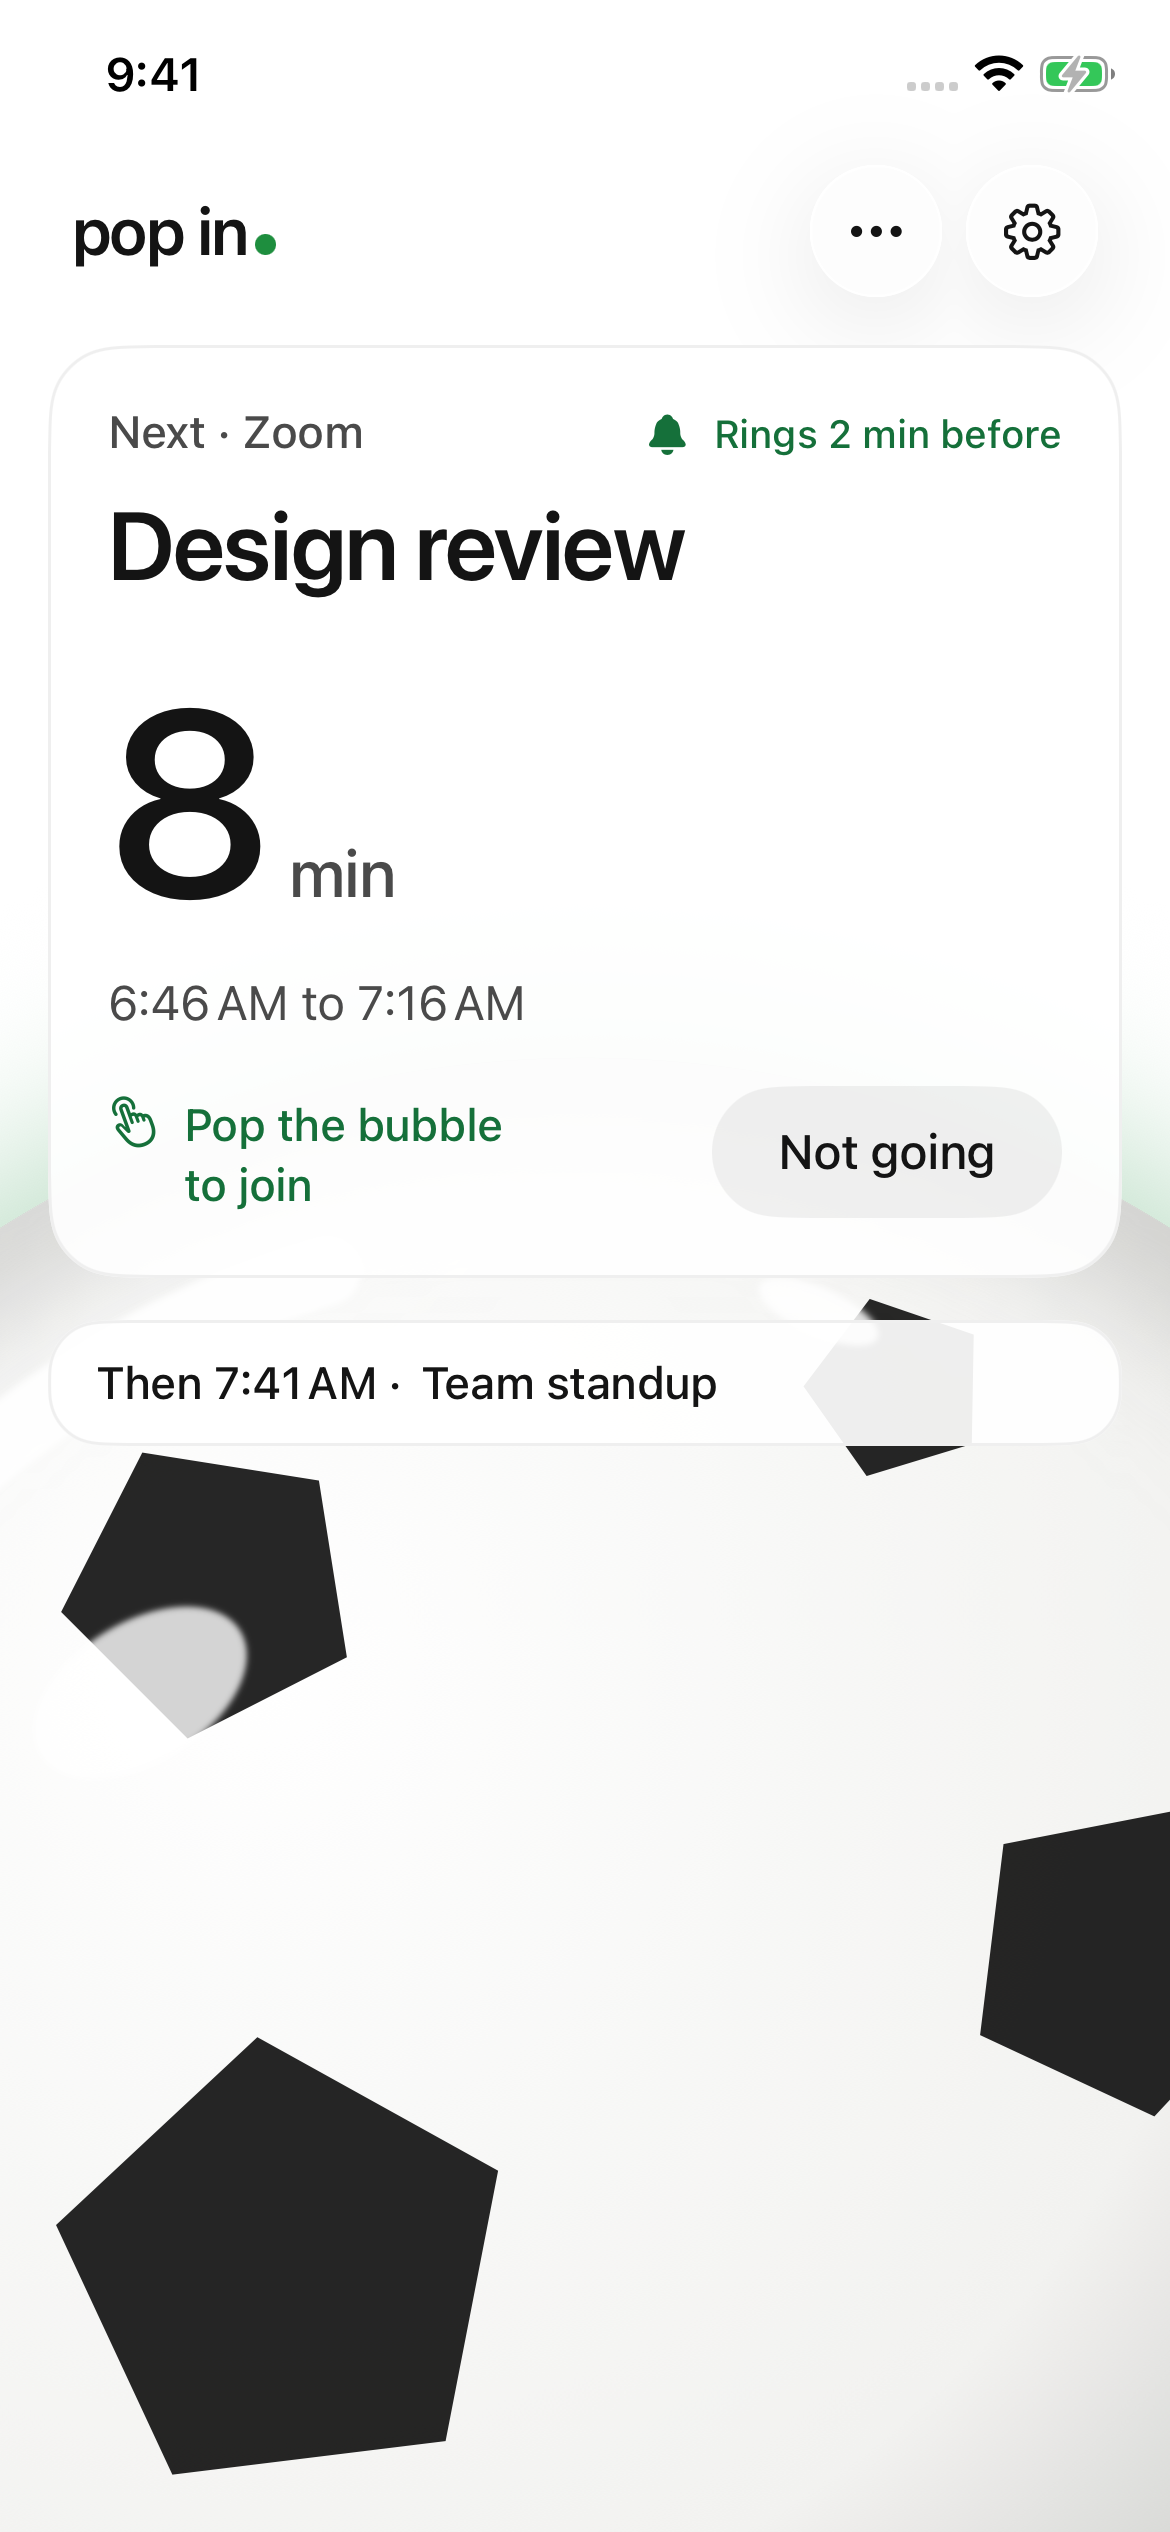 9:41
pop in.
Next · Zoom
Rings 2 min before
Design review
8 min
6:46 AM to 7:16 AM
Pop the bubble
to join
Not going
Then 7:41 AM · Team standup